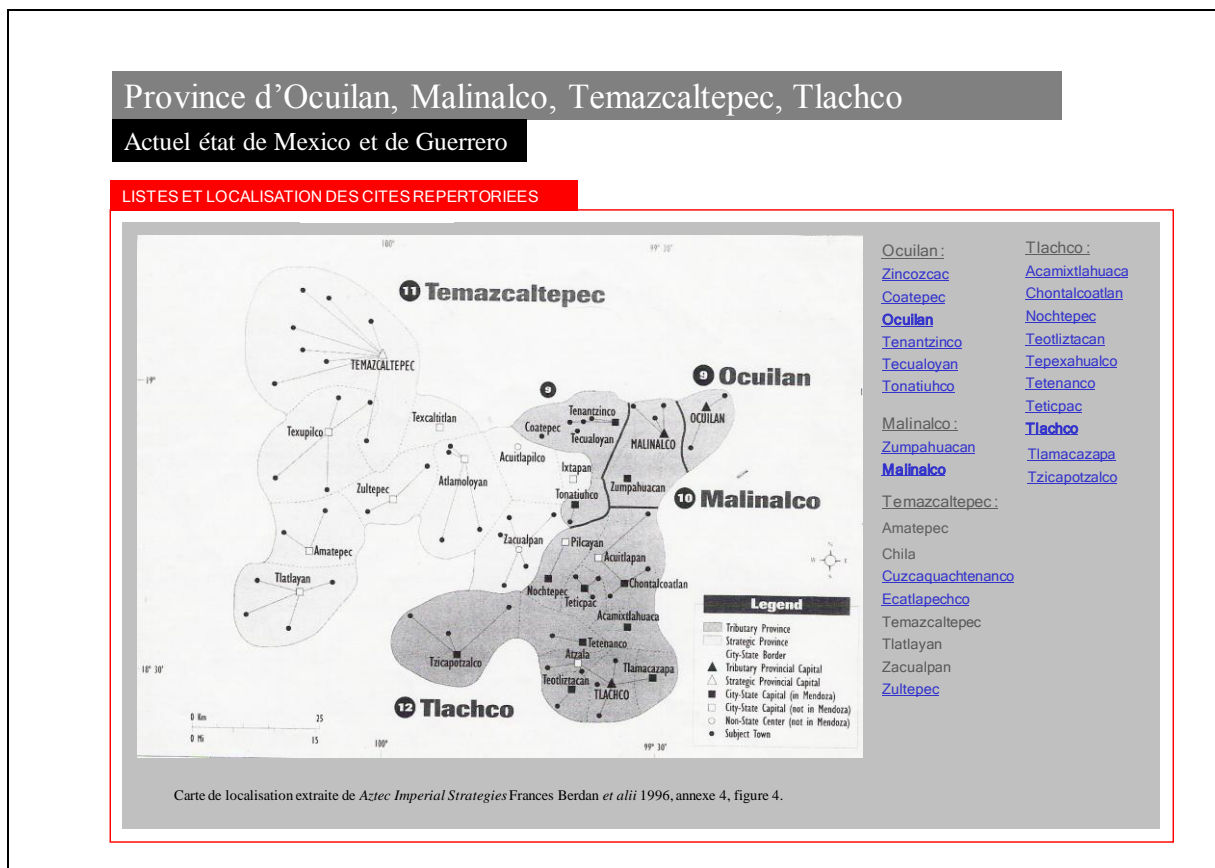 Province d'Ocuilan, Malinalco, Temazcaltepec, Tlachco
Actuel état de Mexico et de Guerrero
LISTES ET LOCALISATION DES CITES REPERTORIEES
100°
99° 30'
11 Temazcaltepec
TEMAZCALTEPEC
19°
9
9 Ocuilan
Tenantzinco
OCUILAN
Texcaltitlan
Coatepec
Texupilco
Tecualoyan
MALINALCO
Acuitlapilco
Ixtapan
Atlamoloyan
Zumpahuacan
Zultepec
Tonatiuhco
10 Malinalco
Zacualpan
Pilcayan
Amatepec
Acuitlapan
Tlatlayan
Chontalcoatlan
Nochtepec
Teticpac
Acamixtlahuaca
Tetenanco
Atzala
Tzicapotzalco
Tlamacazapa
18° 30'
Teotliztacan
TLACHCO
12 Tlachco
0 Km 25
0 Mi 15
100°
99° 30'
Legend
Tributary Province
Strategic Province
City-State Border
Tributary Provincial Capital
Strategic Provincial Capital
City-State Capital (in Mendoza)
City-State Capital (not in Mendoza)
Non-State Center (not in Mendoza)
Subject Town
Ocuilan :
Zincozcac
Coatepec
Ocuilan
Tenantzinco
Tecualoyan
Tonatiuhco
Malinalco :
Zumpahuacan
Malinalco
Temazcaltepec :
Amatepec
Chila
Cuzcaquachtenanco
Ecatlapechco
Temazcaltepec
Tlatlayan
Zacualpan
Zultepec
Tlachco :
Acamixtlahuaca
Chontalcoatlan
Nochtepec
Teotliztacan
Tepexahualco
Tetenanco
Teticpac
Tlachco
Tlamacazapa
Tzicapotzalco
Carte de localisation extraite de Aztec Imperial Strategies Frances Berdan et alii 1996, annexe 4, figure 4.